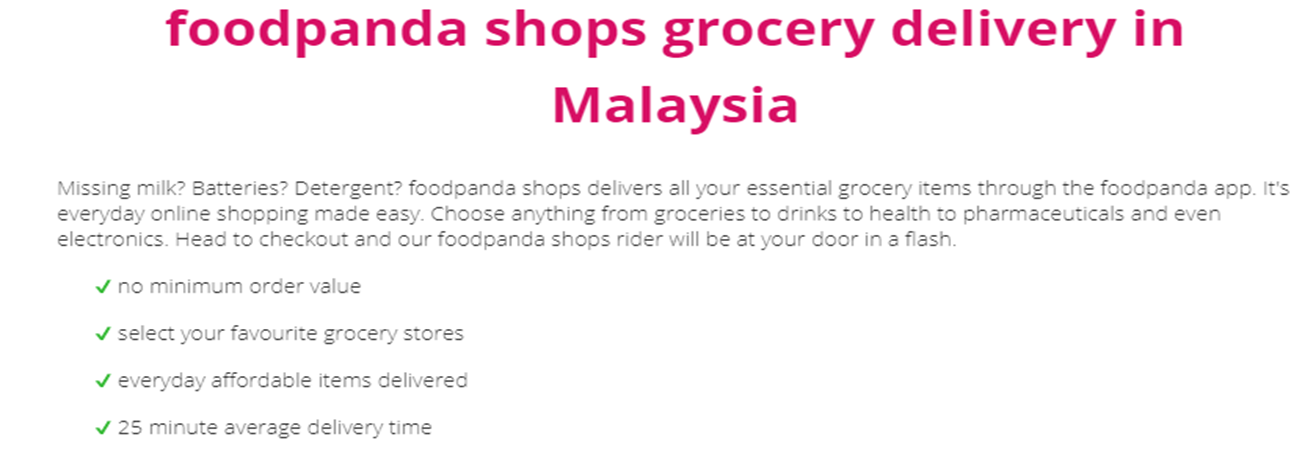 foodpanda shops grocery delivery in
Malaysia
Missing milk? Batteries? Detergent? foodpanda shops delivers all your essential grocery items through the foodpanda app. It's
everyday online shopping made easy. Choose anything from groceries to drinks to health to pharmaceuticals and even
electronics. Head to checkout and our foodpanda shops rider will be at your door in a flash.
✓ no minimum order value
✓ select your favourite grocery stores
✓ everyday affordable items delivered
✓ 25 minute average delivery time